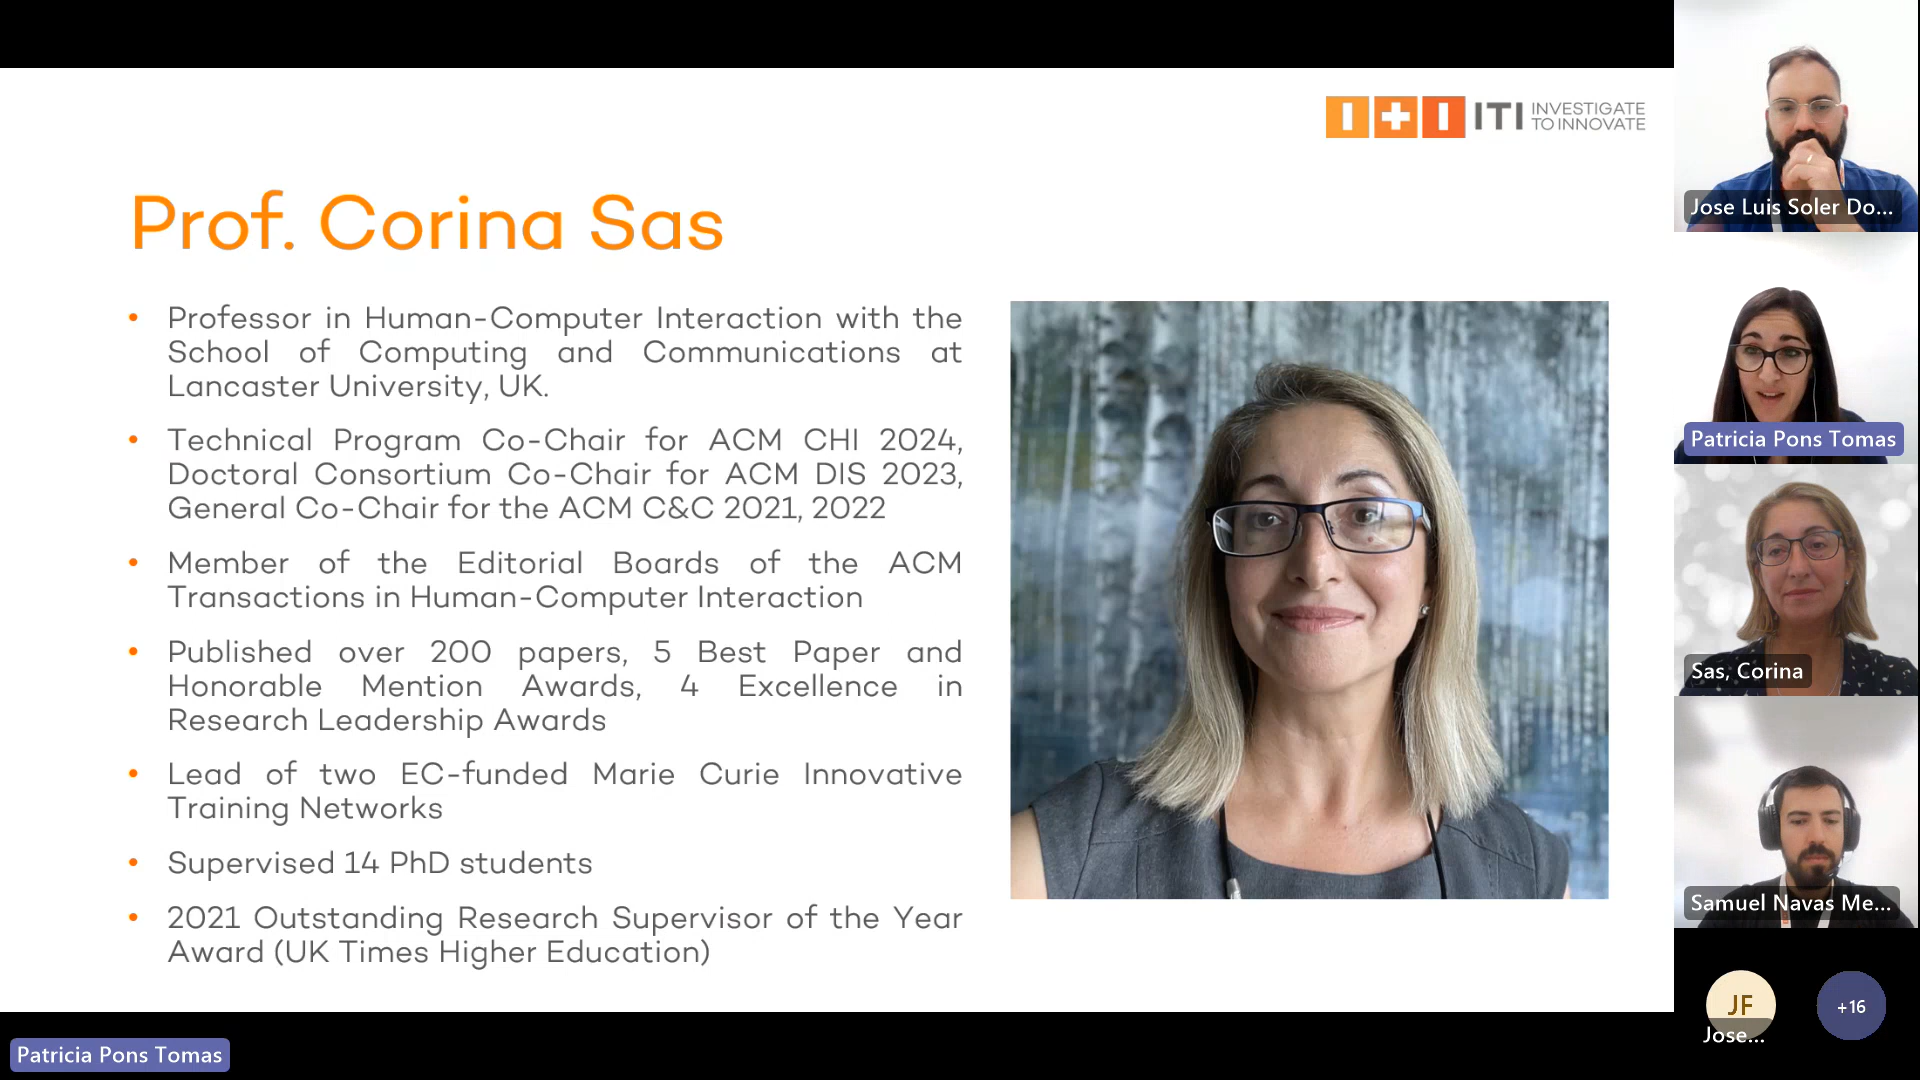 I+I ITI INVESTIGATE
TO INNOVATE
Prof. Corina Sas
• Professor in Human-Computer Interaction with the
School of Computing and Communications at
Lancaster University, UK.
• Technical Program Co-Chair for ACM CHI 2024,
Doctoral Consortium Co-Chair for ACM DIS 2023,
General Co-Chair for the ACM C&C 2021, 2022
• Member of the Editorial Boards of the ACM
Transactions in Human-Computer Interaction
• Published over 200 papers, 5 Best Paper and
Honorable Mention Awards, 4 Excellence in
Research Leadership Awards
• Lead of two EC-funded Marie Curie Innovative
Training Networks
• Supervised 14 PhD students
• 2021 Outstanding Research Supervisor of the Year
Award (UK Times Higher Education)
Patricia Pons Tomas
Jose Luis Soler Do...
Patricia Pons Tomas
Sas, Corina
Samuel Navas Me...
JF
Jose...
+16